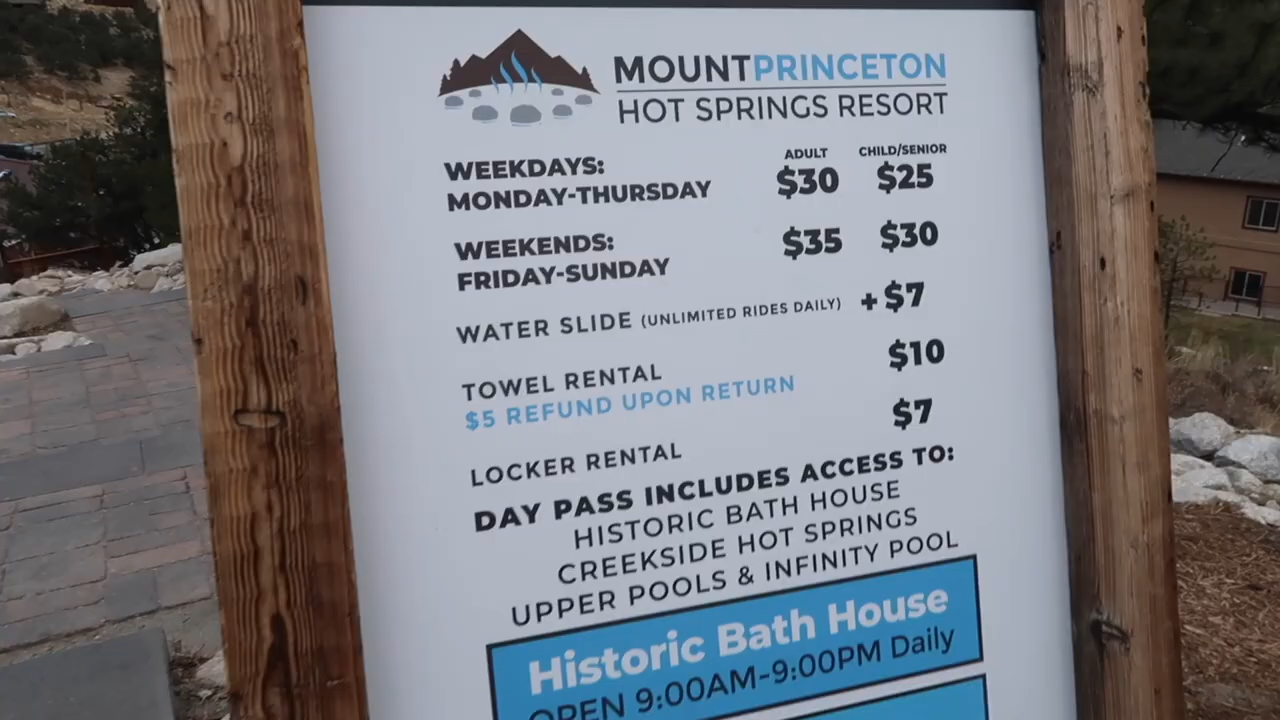 MOUNTPRINCETON
HOT SPRINGS RESORT
ADULT CHILD/SENIOR
WEEKDAYS:
MONDAY-THURSDAY $30 $25
WEEKENDS:
FRIDAY-SUNDAY $35 $30
WATER SLIDE (UNLIMITED RIDES DAILY) +$7
TOWEL RENTAL $10
$5 REFUND UPON RETURN
LOCKER RENTAL $7
DAY PASS INCLUDES ACCESS TO:
HISTORIC BATH HOUSE
CREEKSIDE HOT SPRINGS
UPPER POOLS & INFINITY POOL
Historic Bath House
OPEN 9:00AM-9:00PM Daily